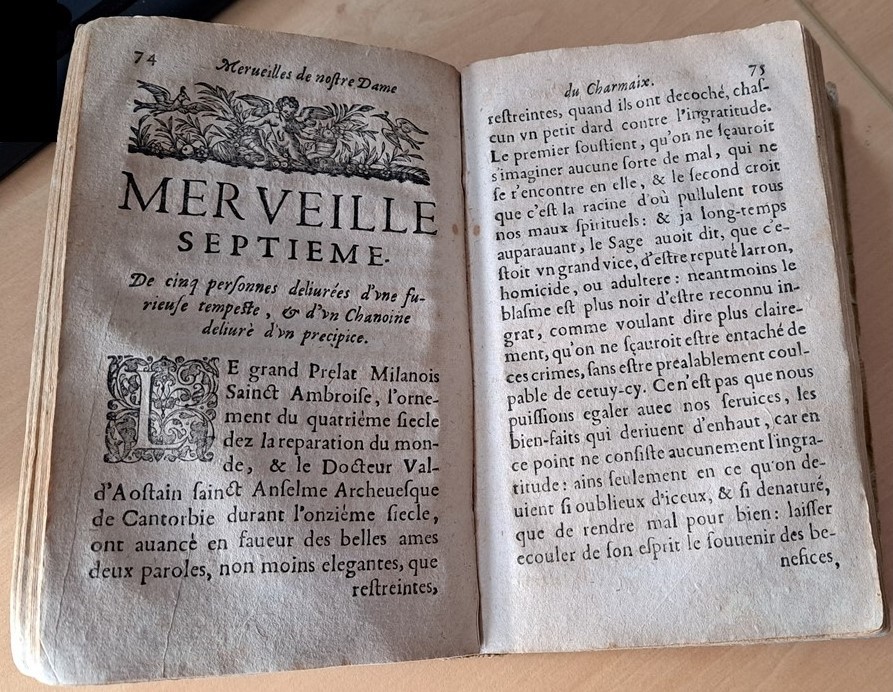 74
Merueilles de nostre Dame
MERVEILLE
SEPTIEME.
De cinq personnes deliurées d'vne fu-
rieuse tempeste, & d'vn Chanoine
deliurè d'vn precipice.
LE grand Prelat Milanois
Sainct Ambroise, l'orne-
ment du quatriéme siecle
dez la reparation du mon-
de, & le Docteur Val-
d'Aostain sainct Anselme Archeuesque
de Cantorbie durant l'onziéme siecle,
ont auancè en faueur des belles ames
deux paroles, non moins elegantes, que
restreintes,
du Charmaix.
75
restreintes, quand ils ont decoché, chas-
cun vn petit dard contre l'ingratitude.
Le premier soustient, qu'on ne sçauroit
s'imaginer aucune sorte de mal, qui ne
se r'encontre en elle, & le second croit
que c'est la racine d'où pullulent tous
nos maux spirituels: & ja long-temps
auparauant, le Sage auoit dit, que c'e-
stoit vn grand vice, d'estre reputè larron,
homicide, ou adultere: neantmoins le
blasme est plus noir d'estre reconnu in-
grat, comme voulant dire plus claire-
ment, qu'on ne sçauroit estre entaché de
ces crimes, sans estre prealablement coul-
pable de cetuy-cy. Ce n'est pas que nous
puissions egaler auec nos seruices, les
bien-faits qui deriuent d'enhaut, car en
ce point ne consiste aucunement l'ingra-
titude: ains seulement en ce qu'on de-
uient si oublieux d'iceux, & si denaturé,
que de rendre mal pour bien: laisser
ecouler de son esprit le souuenir des be-
nefices,